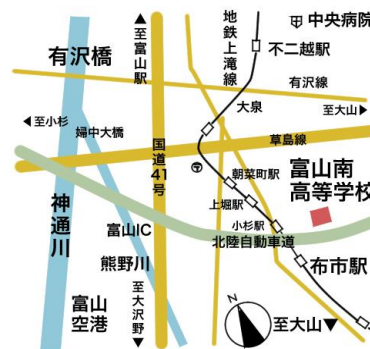 ▲至富山駅
地鉄上滝線
中央病院
有沢橋
不二越駅
有沢線
◀至小杉
大泉
至大山▶
婦中大橋
国道41号
草島線
朝菜町駅
富山南
高等学校
神通川
上堀駅
富山IC
小杉駅
北陸自動車道
熊野川
布市駅
富山
空港
至大沢野▼
N
至大山▼